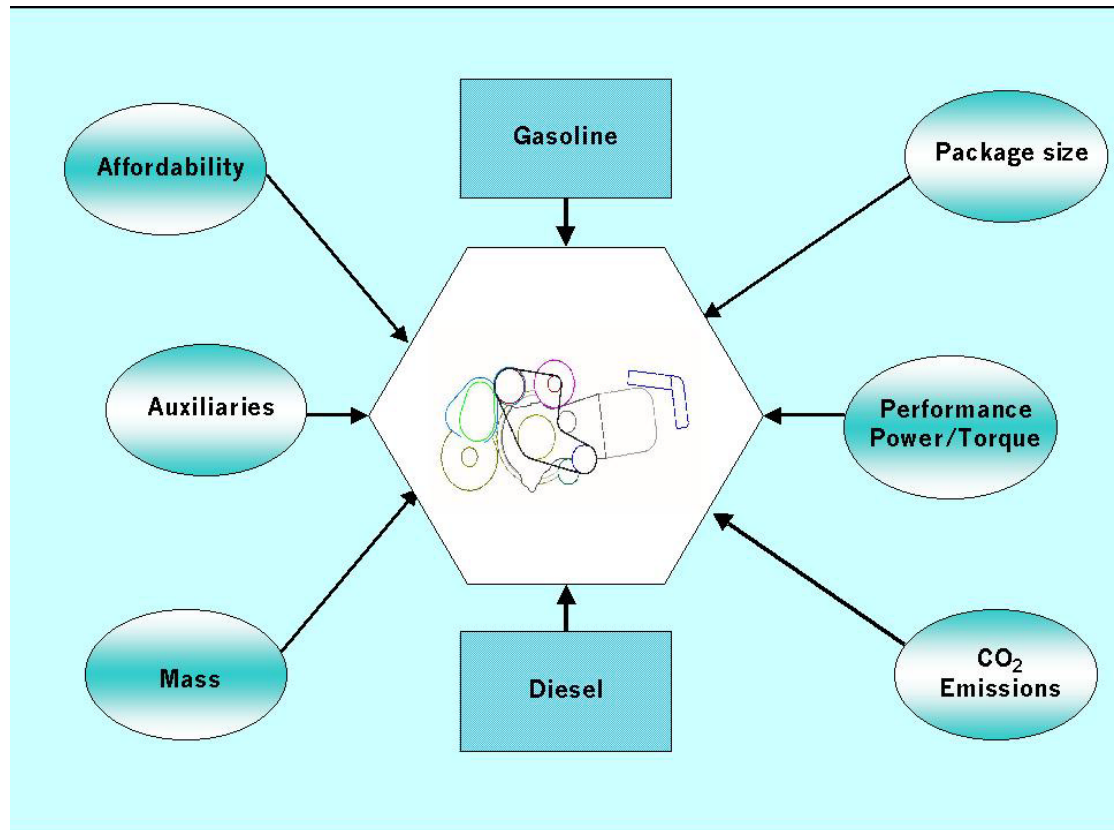 Gasoline
Package size
Affordability
Auxiliaries
Performance
Power/Torque
Mass
Diesel
CO₂
Emissions